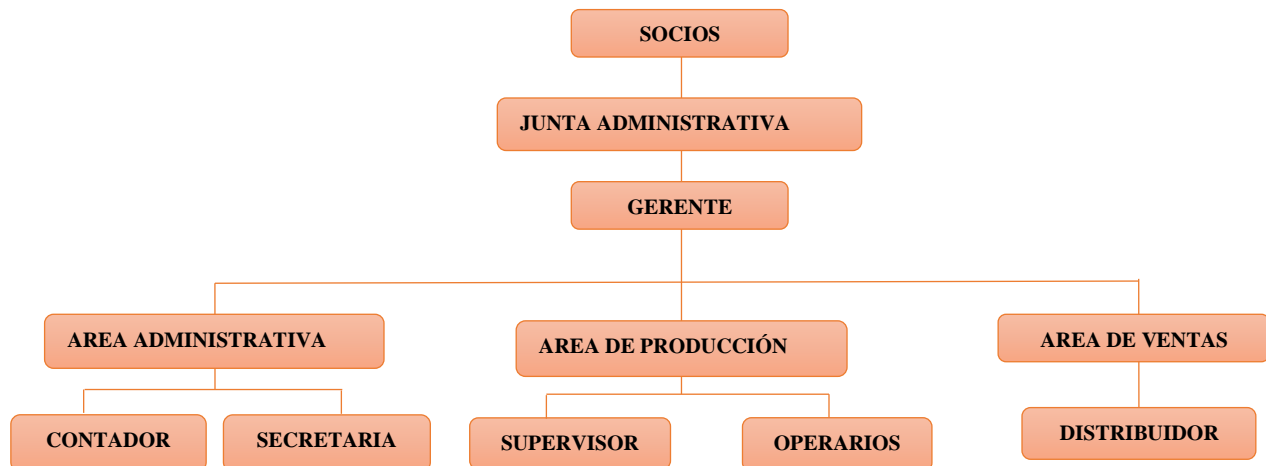 SOCIOS
JUNTA ADMINISTRATIVA
GERENTE
AREA ADMINISTRATIVA
AREA DE PRODUCCIÓN
AREA DE VENTAS
CONTADOR
SECRETARIA
SUPERVISOR
OPERARIOS
DISTRIBUIDOR